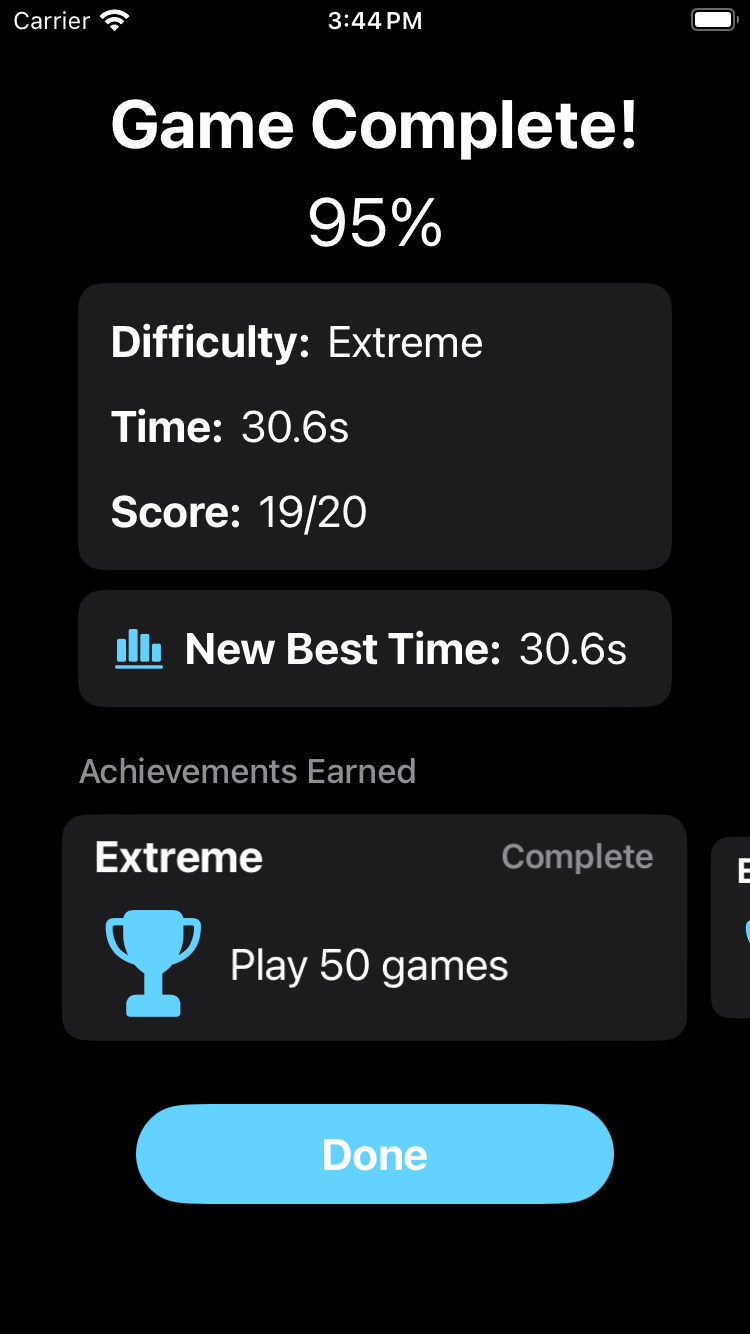 Carrier 3:44 PM
Game Complete!
95%
Difficulty: Extreme
Time: 30.6s
Score: 19/20
New Best Time: 30.6s
Achievements Earned
Extreme Complete
Play 50 games
Done